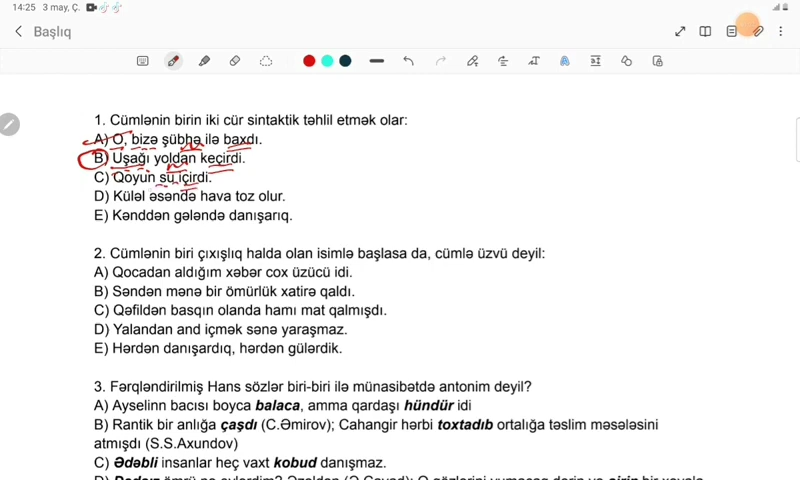 14:25 3 may, Ç.
Başlıq
1. Cümlənin birin iki cür sintaktik təhlil etmək olar:
A) O, bizə şübhə ilə baxdı.
B) Uşağı yoldan keçirdi.
C) Qoyun su içirdi.
D) Küləl əsəndə hava toz olur.
E) Kənddən gələndə danışarıq.
2. Cümlənin biri çıxışlıq halda olan isimlə başlasa da, cümlə üzvü deyil:
A) Qocadan aldığım xəbər cox üzücü idi.
B) Səndən mənə bir ömürlük xatirə qaldı.
C) Qəfildən basqın olanda hamı mat qalmışdı.
D) Yalandan and içmək sənə yaraşmaz.
E) Hərdən danışardıq, hərdən gülərdik.
3. Fərqləndirilmiş Hans sözlər biri-biri ilə münasibətdə antonim deyil?
A) Ayselinn bacısı boyca balaca, amma qardaşı hündür idi
B) Rantik bir anlığa çaşdı (C.Əmirov); Cahangir hərbi toxtadıb ortalığa təslim məsələsini
atmışdı (S.S.Axundov)
C) Ədəbli insanlar heç vaxt kobud danışmaz.